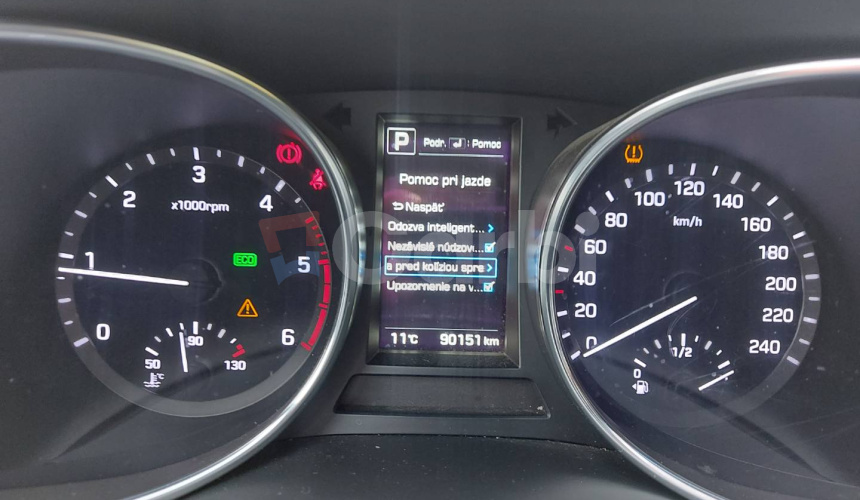 P Podr. : Pomoc
Pomoc pri jazde
Naspäť
Odozva inteligent...
Nezávislé núdzov...
a pred kolíziou spre
Upozornenie na v...
11°C 90151 km
0
1
2
3
4
5
6
x1000rpm
ECO
50
90
130
°C
0
20
40
60
80
100
120
140
160
180
200
220
240
km/h
0
1/2